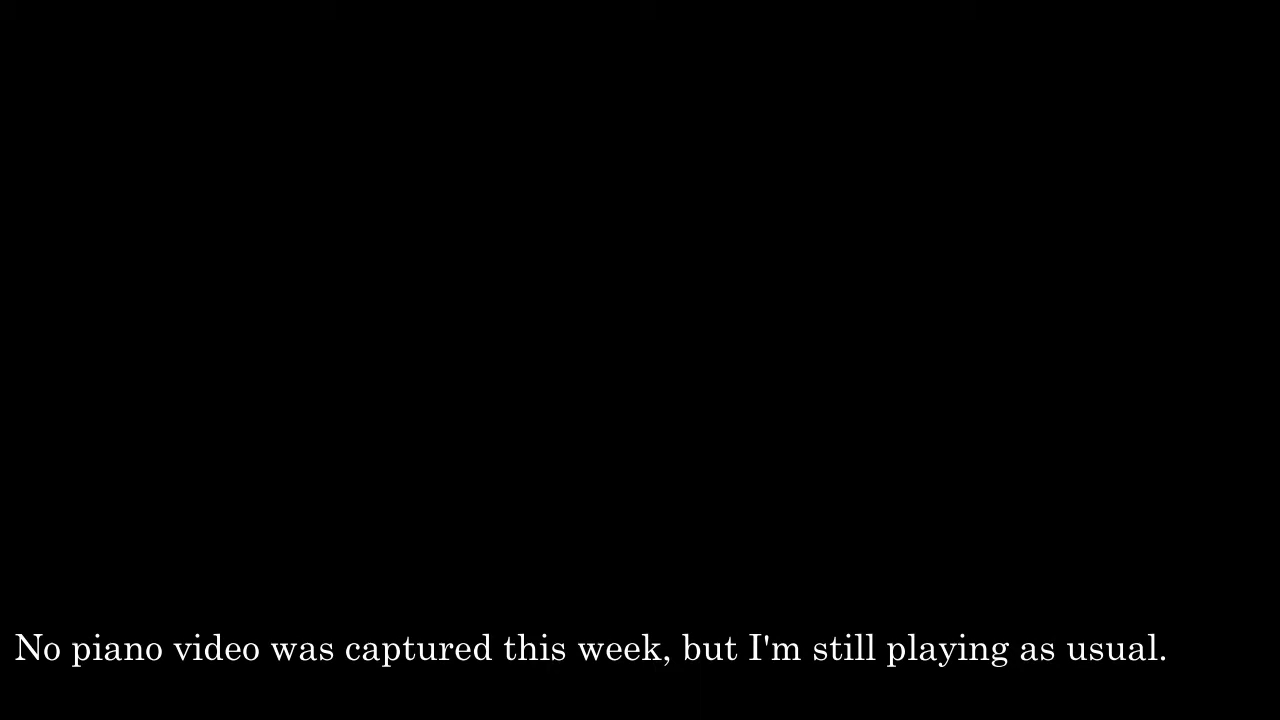 No piano video was captured this week, but I'm still playing as usual.